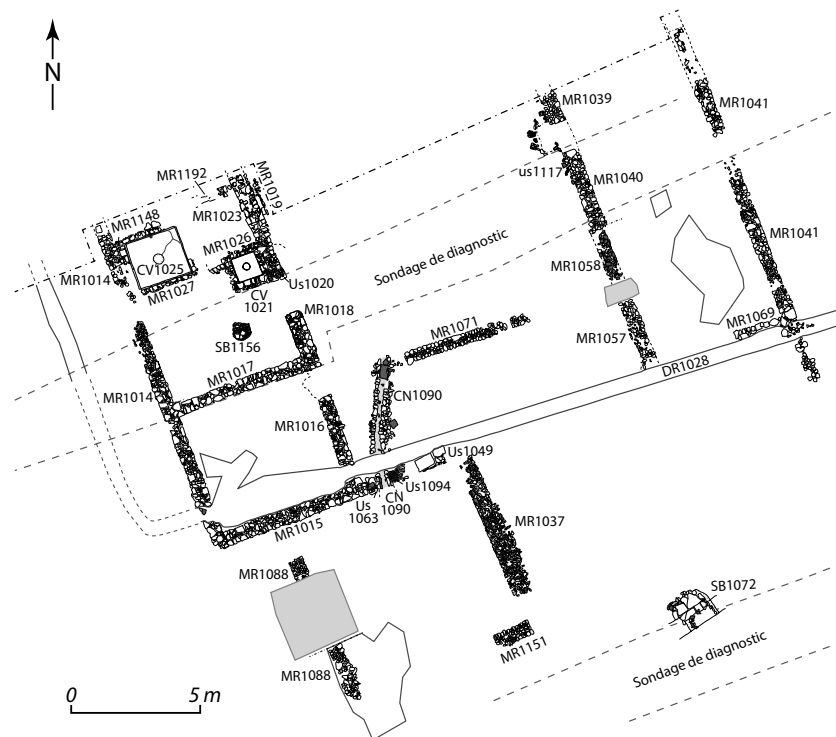 N
MR1039
MR1041
MR1192
MR1019
us1117
MR1040
MR1023
MR1148
MR1026
MR1041
Sondage de diagnostic
MR1014
CV1025
MR1058
MR1027
Us1020
CV
1021
MR1018
MR1071
MR1069
SB1156
MR1057
MR1017
DR1028
MR1014
CN1090
MR1016
Us1049
Us1094
CN
1090
Us
1063
MR1015
MR1037
MR1088
SB1072
MR1151
Sondage de diagnostic
MR1088
0 5 m